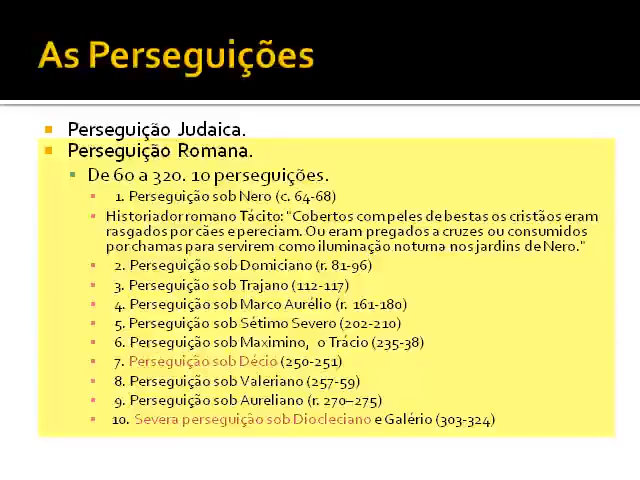 As Perseguições
Perseguição Judaica.
Perseguição Romana.
De 60 a 320. 10 perseguições.
1. Perseguição sob Nero (c. 64-68)
Historiador romano Tácito: "Cobertos com peles de bestas os cristãos eram
rasgados por cães e pereciam. Ou eram pregados a cruzes ou consumidos
por chamas para servirem como iluminação noturna nos jardins de Nero."
2. Perseguição sob Domiciano (r. 81-96)
3. Perseguição sob Trajano (112-117)
4. Perseguição sob Marco Aurélio (r. 161-180)
5. Perseguição sob Sétimo Severo (202-210)
6. Perseguição sob Maximino, o Trácio (235-38)
7. Perseguição sob Décio (250-251)
8. Perseguição sob Valeriano (257-59)
9. Perseguição sob Aureliano (r. 270–275)
10. Severa perseguição sob Diocleciano e Galério (303-324)